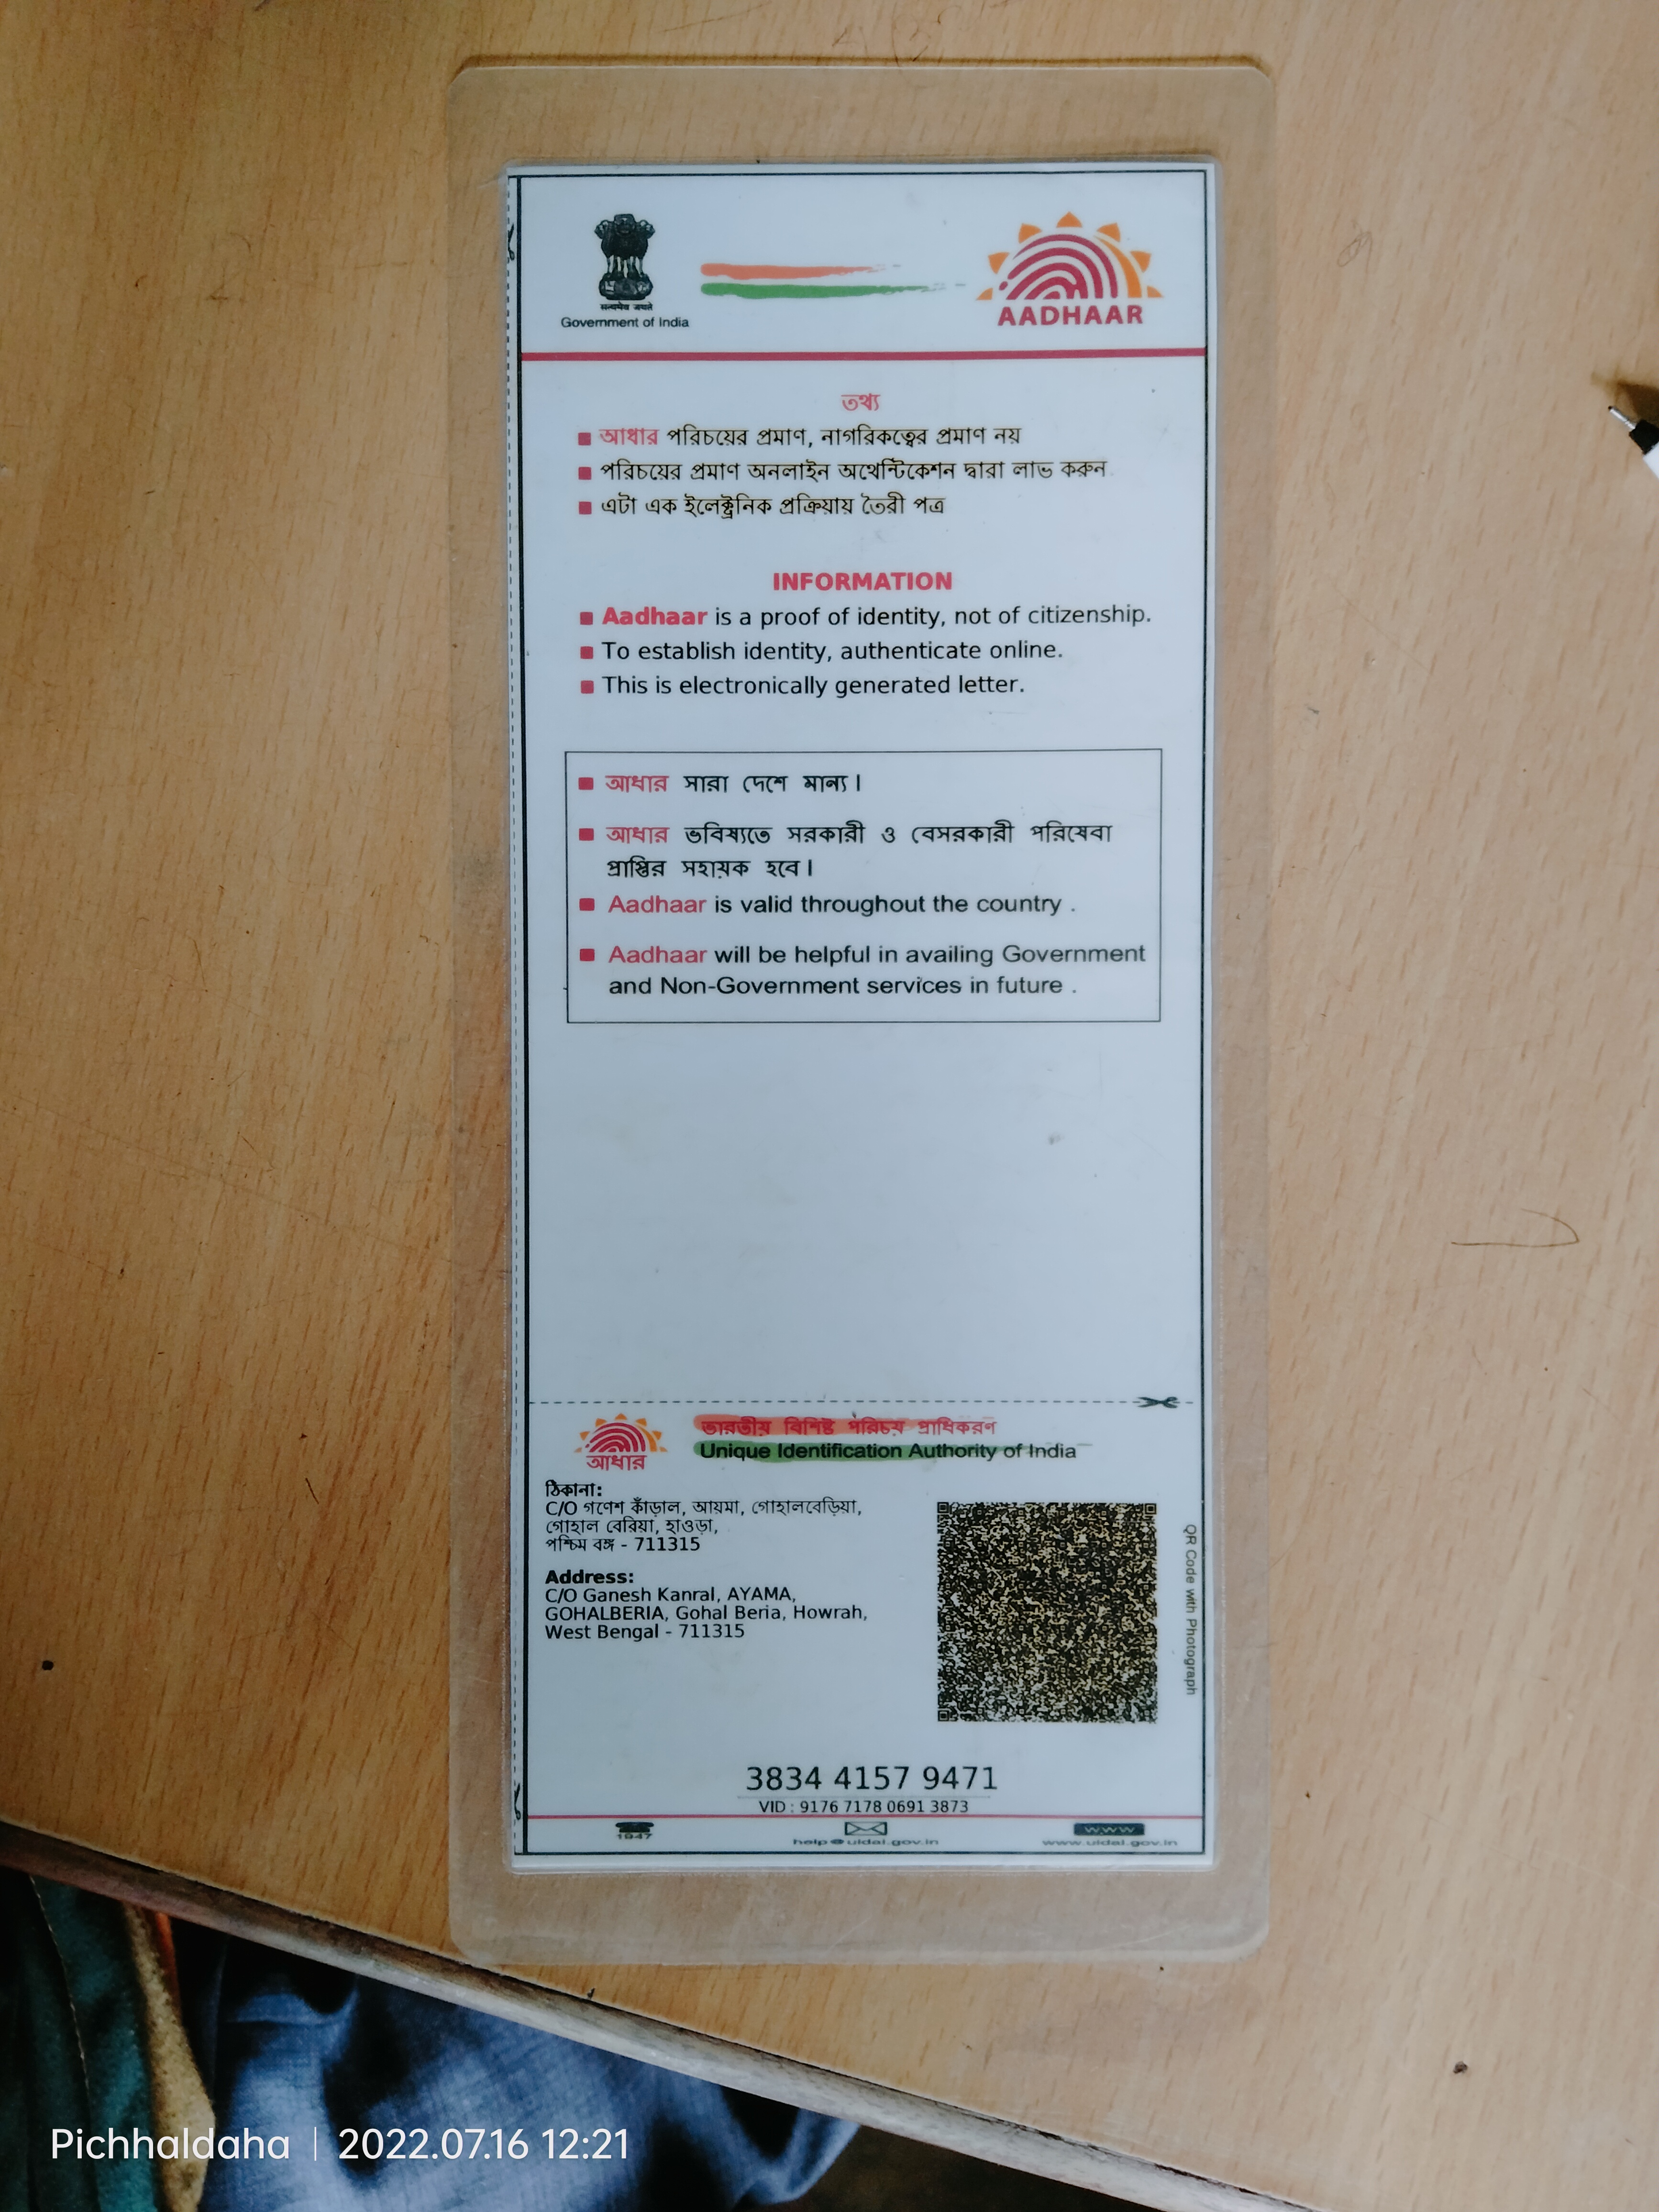 सत्यमेव जयते
Government of India
AADHAAR
তথ্য
আধার পরিচয়ের প্রমাণ, নাগরিকত্বের প্রমাণ নয়
পরিচয়ের প্রমাণ অনলাইন অথেন্টিকেশন দ্বারা লাভ করুন
এটা এক ইলেক্ট্রনিক প্রক্রিয়ায় তৈরী পত্র
INFORMATION
Aadhaar is a proof of identity, not of citizenship.
To establish identity, authenticate online.
This is electronically generated letter.
আধার সারা দেশে মান্য।
আধার ভবিষ্যতে সরকারী ও বেসরকারী পরিষেবা
প্রাপ্তির সহায়ক হবে।
Aadhaar is valid throughout the country .
Aadhaar will be helpful in availing Government
and Non-Government services in future .
ভারতীয় বিশিষ্ট পরিচয় প্রাধিকরণ
Unique Identification Authority of India
আধার
ঠিকানা:
C/O গণেশ কাঁড়াল, আয়মা, গোহালবেড়িয়া,
গোহাল বেরিয়া, হাওড়া,
পশ্চিম বঙ্গ - 711315
Address:
C/O Ganesh Kanral, AYAMA,
GOHALBERIA, Gohal Beria, Howrah,
West Bengal - 711315
QR Code with Photograph
3834 4157 9471
VID : 9176 7178 0691 3873
1947
help@uidai.gov.in
www
www.uidai.gov.in
Pichhaldaha | 2022.07.16 12:21